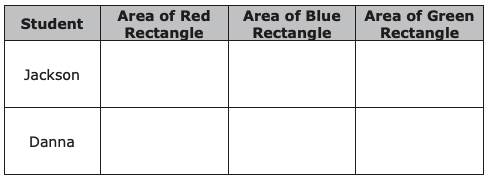 Student
Area of Red
Rectangle
Area of Blue
Rectangle
Area of Green
Rectangle
Jackson
Danna